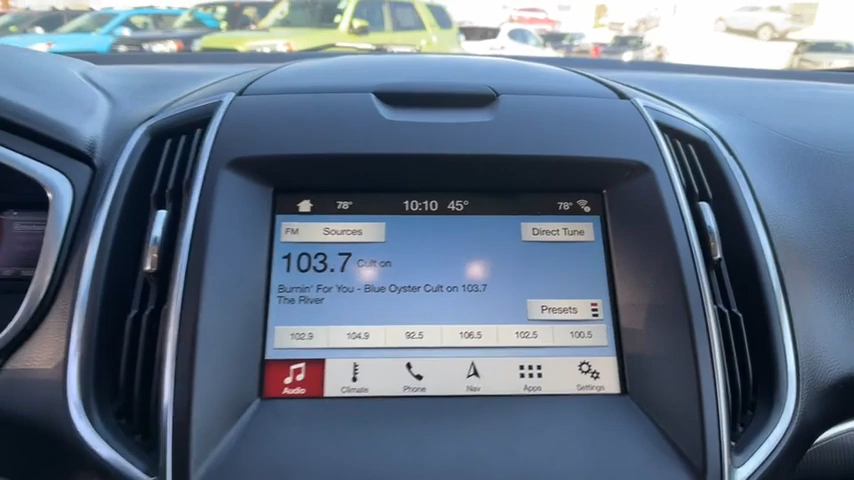 78° 10:10 45° 78°
FM Sources Direct Tune
103.7 Cult on
Burnin' For You - Blue Oyster Cult on 103.7
The River
Presets
102.9 104.9 92.5 106.5 102.5 100.5
Audio Climate Phone Nav Apps Settings